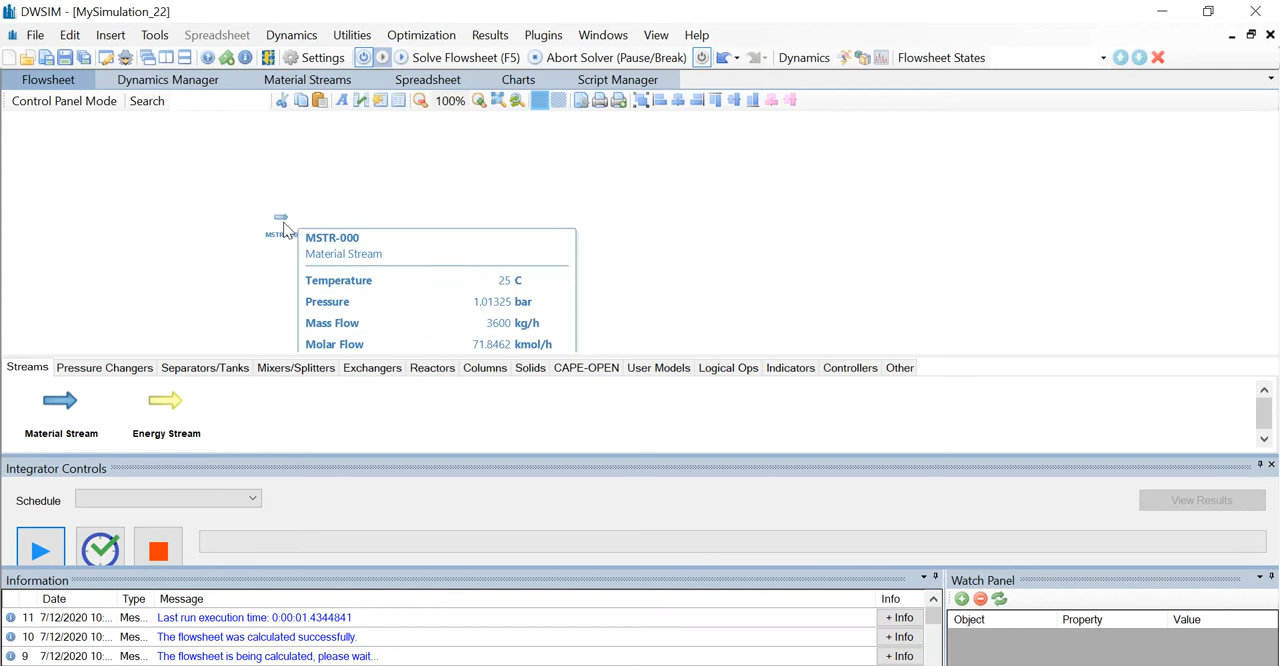 DWSIM - [MySimulation_22]
File Edit Insert Tools Spreadsheet Dynamics Utilities Optimization Results Plugins Windows View Help
Settings Solve Flowsheet (F5) Abort Solver (Pause/Break) Dynamics Flowsheet States
Flowsheet Dynamics Manager Material Streams Spreadsheet Charts Script Manager
Control Panel Mode Search 100%
MSTR-000
Material Stream
Temperature 25 C
Pressure 1.01325 bar
Mass Flow 3600 kg/h
Molar Flow 71.8462 kmol/h
Streams Pressure Changers Separators/Tanks Mixers/Splitters Exchangers Reactors Columns Solids CAPE-OPEN User Models Logical Ops Indicators Controllers Other
Material Stream Energy Stream
Integrator Controls
Schedule View Results
Information Watch Panel
Date Type Message Info
Object Property Value
11 7/12/2020 10:... Mes... Last run execution time: 0:00:01.4344841 + Info
10 7/12/2020 10:... Mes... The flowsheet was calculated successfully. + Info
9 7/12/2020 10:... Mes... The flowsheet is being calculated, please wait... + Info